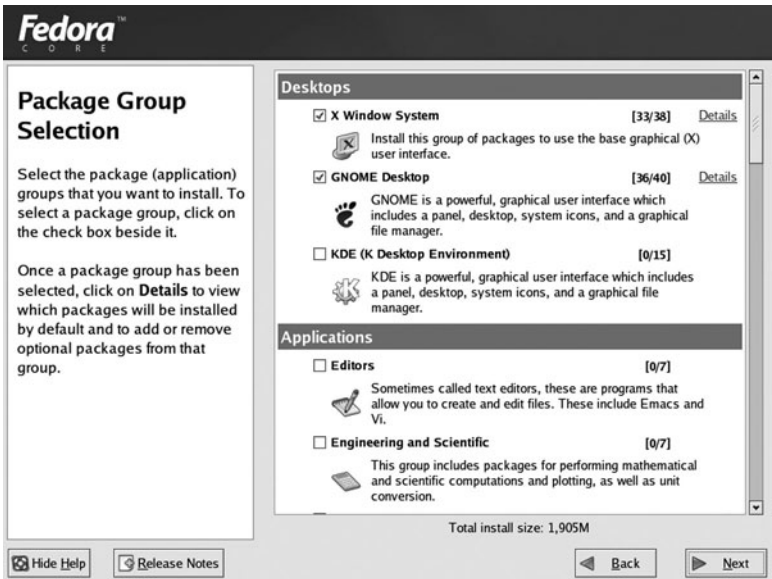 Fedora™
CORE
Package Group
Selection
Select the package (application)
groups that you want to install. To
select a package group, click on
the check box beside it.
Once a package group has been
selected, click on Details to view
which packages will be installed
by default and to add or remove
optional packages from that
group.
Desktops
X Window System [33/38] Details
Install this group of packages to use the base graphical (X)
user interface.
GNOME Desktop [36/40] Details
GNOME is a powerful, graphical user interface which
includes a panel, desktop, system icons, and a graphical
file manager.
KDE (K Desktop Environment) [0/15]
KDE is a powerful, graphical user interface which includes
a panel, desktop, system icons, and a graphical file
manager.
Applications
Editors [0/7]
Sometimes called text editors, these are programs that
allow you to create and edit files. These include Emacs and
Vi.
Engineering and Scientific [0/7]
This group includes packages for performing mathematical
and scientific computations and plotting, as well as unit
conversion.
Total install size: 1,905M
Hide Help Release Notes Back Next